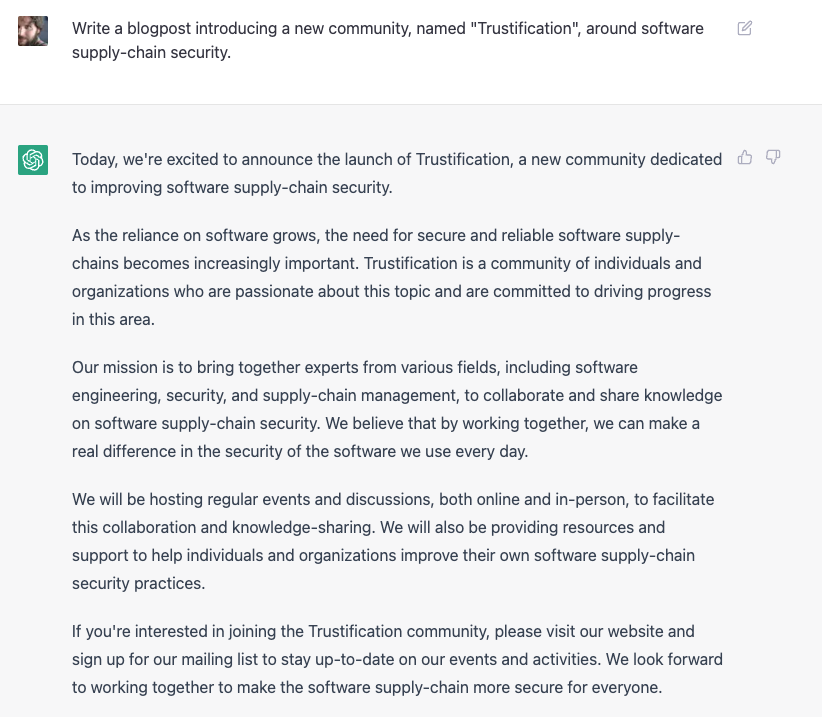 Write a blogpost introducing a new community, named "Trustification", around software
supply-chain security.
Today, we're excited to announce the launch of Trustification, a new community dedicated
to improving software supply-chain security.
As the reliance on software grows, the need for secure and reliable software supply-
chains becomes increasingly important. Trustification is a community of individuals and
organizations who are passionate about this topic and are committed to driving progress
in this area.
Our mission is to bring together experts from various fields, including software
engineering, security, and supply-chain management, to collaborate and share knowledge
on software supply-chain security. We believe that by working together, we can make a
real difference in the security of the software we use every day.
We will be hosting regular events and discussions, both online and in-person, to facilitate
this collaboration and knowledge-sharing. We will also be providing resources and
support to help individuals and organizations improve their own software supply-chain
security practices.
If you're interested in joining the Trustification community, please visit our website and
sign up for our mailing list to stay up-to-date on our events and activities. We look forward
to working together to make the software supply-chain more secure for everyone.